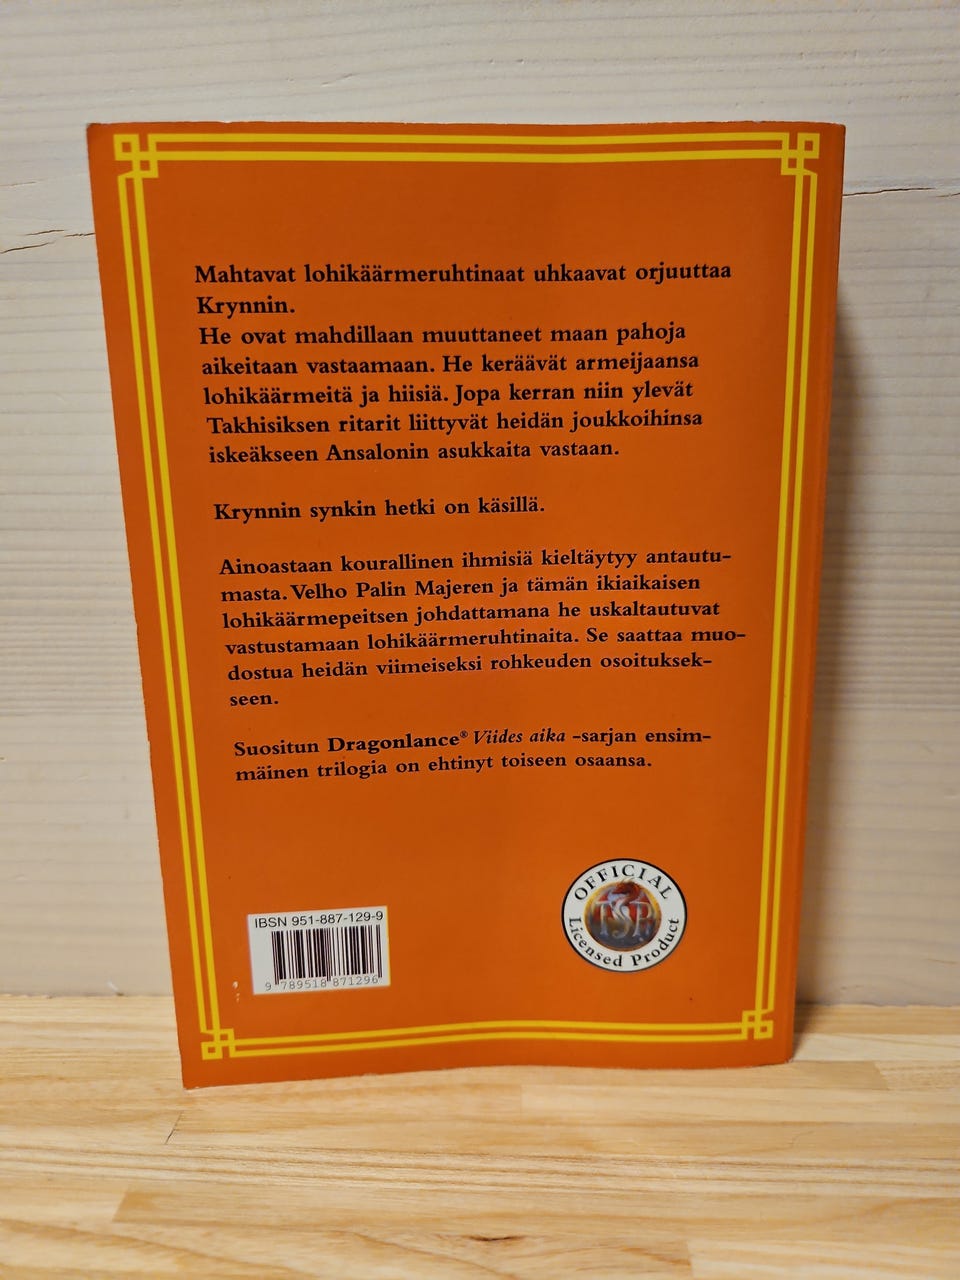 Mahtavat lohikäärmeruhtinaat uhkaavat orjuuttaa
Krynnin.
He ovat mahdillaan muuttaneet maan pahoja
aikeitaan vastaamaan. He keräävät armeijaansa
lohikäärmeitä ja hiisiä. Jopa kerran niin ylevät
Takhisiksen ritarit liittyvät heidän joukkoihinsa
iskeäkseen Ansalonin asukkaita vastaan.
Krynnin synkin hetki on käsillä.
Ainoastaan kourallinen ihmisiä kieltäytyy antautu-
masta. Velho Palin Majeren ja tämän ikiaikaisen
lohikäärmepeitsen johdattamana he uskaltautuvat
vastustamaan lohikäärmeruhtinaita. Se saattaa muo-
dostua heidän viimeiseksi rohkeuden osoituksek-
seen.
Suositun Dragonlance® Viides aika -sarjan ensim-
mäinen trilogia on ehtinyt toiseen osaansa.
IBSN 951-887-129-9
9 789518 871296
OFFICIAL
TSR
Licensed Product